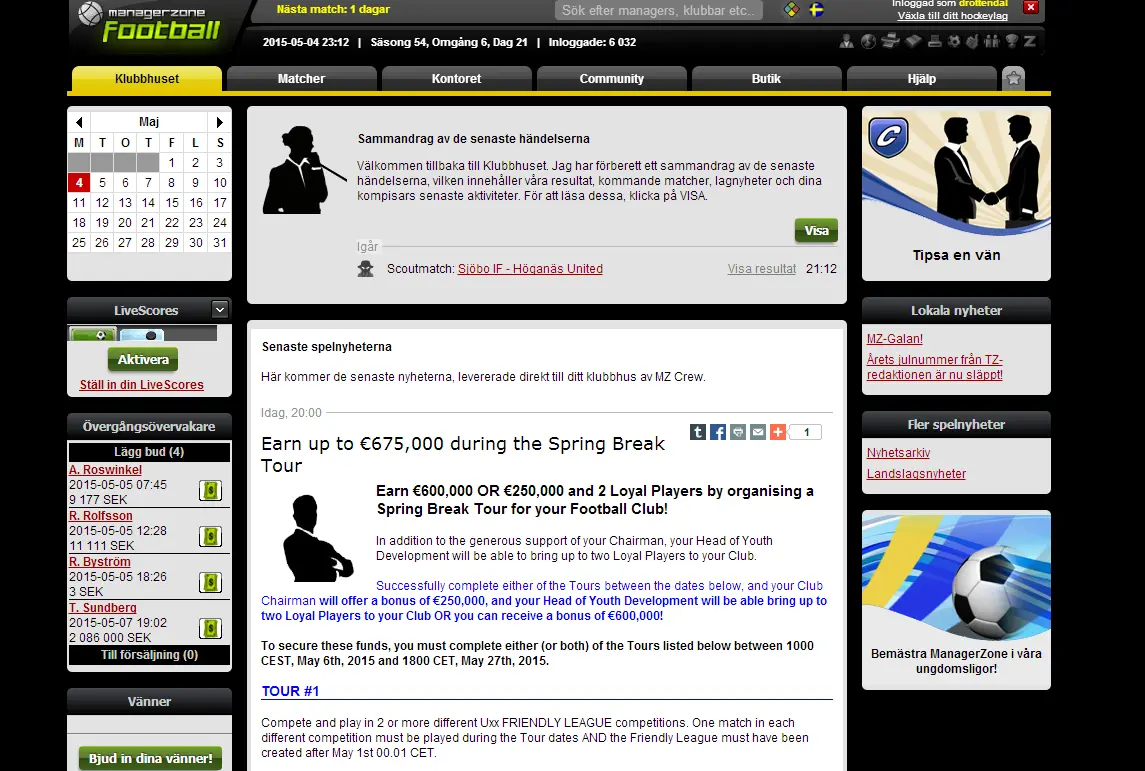 managerzone
Football
Nästa match: 1 dagar
Sök efter managers, klubbar etc..
Inloggad som drottendal
Växla till ditt hockeylag
2015-05-04 23:12 | Säsong 54, Omgång 6, Dag 21 | Inloggade: 6 032
Klubbhuset
Matcher
Kontoret
Community
Butik
Hjälp
Maj
M T O T F L S
1 2 3
4 5 6 7 8 9 10
11 12 13 14 15 16 17
18 19 20 21 22 23 24
25 26 27 28 29 30 31
LiveScores
Aktivera
Ställ in din LiveScores
Övergångsövervakare
Lägg bud (4)
A. Roswinkel
2015-05-05 07:45
9 177 SEK
R. Rolfsson
2015-05-05 12:28
11 111 SEK
R. Byström
2015-05-05 18:26
3 SEK
T. Sundberg
2015-05-07 19:02
2 086 000 SEK
Till försäljning (0)
Vänner
Bjud in dina vänner!
Sammandrag av de senaste händelserna
Välkommen tillbaka till Klubbhuset. Jag har förberett ett sammandrag av de senaste
händelserna, vilken innehåller våra resultat, kommande matcher, lagnyheter och dina
kompisars senaste aktiviteter. För att läsa dessa, klicka på VISA.
Visa
Igår
Scoutmatch: Sjöbo IF - Höganäs United
Visa resultat 21:12
Senaste spelnyheterna
Här kommer de senaste nyheterna, levererade direkt till ditt klubbhus av MZ Crew.
Idag, 20:00
1
Earn up to €675,000 during the Spring Break
Tour
Earn €600,000 OR €250,000 and 2 Loyal Players by organising a
Spring Break Tour for your Football Club!
In addition to the generous support of your Chairman, your Head of Youth
Development will be able to bring up to two Loyal Players to your Club.
Successfully complete either of the Tours between the dates below, and your Club
Chairman will offer a bonus of €250,000, and your Head of Youth Development will be able bring up to
two Loyal Players to your Club OR you can receive a bonus of €600,000!
To secure these funds, you must complete either (or both) of the Tours listed below between 1000
CEST, May 6th, 2015 and 1800 CET, May 27th, 2015.
TOUR #1
Compete and play in 2 or more different Uxx FRIENDLY LEAGUE competitions. One match in each
different competition must be played during the Tour dates AND the Friendly League must have been
created after May 1st 00.01 CET.
C
Tipsa en vän
Lokala nyheter
MZ-Galan!
Årets julnummer från TZ-
redaktionen är nu släppt!
Fler spelnyheter
Nyhetsarkiv
Landslagsnyheter
Bemästra ManagerZone i våra
ungdomsligor!